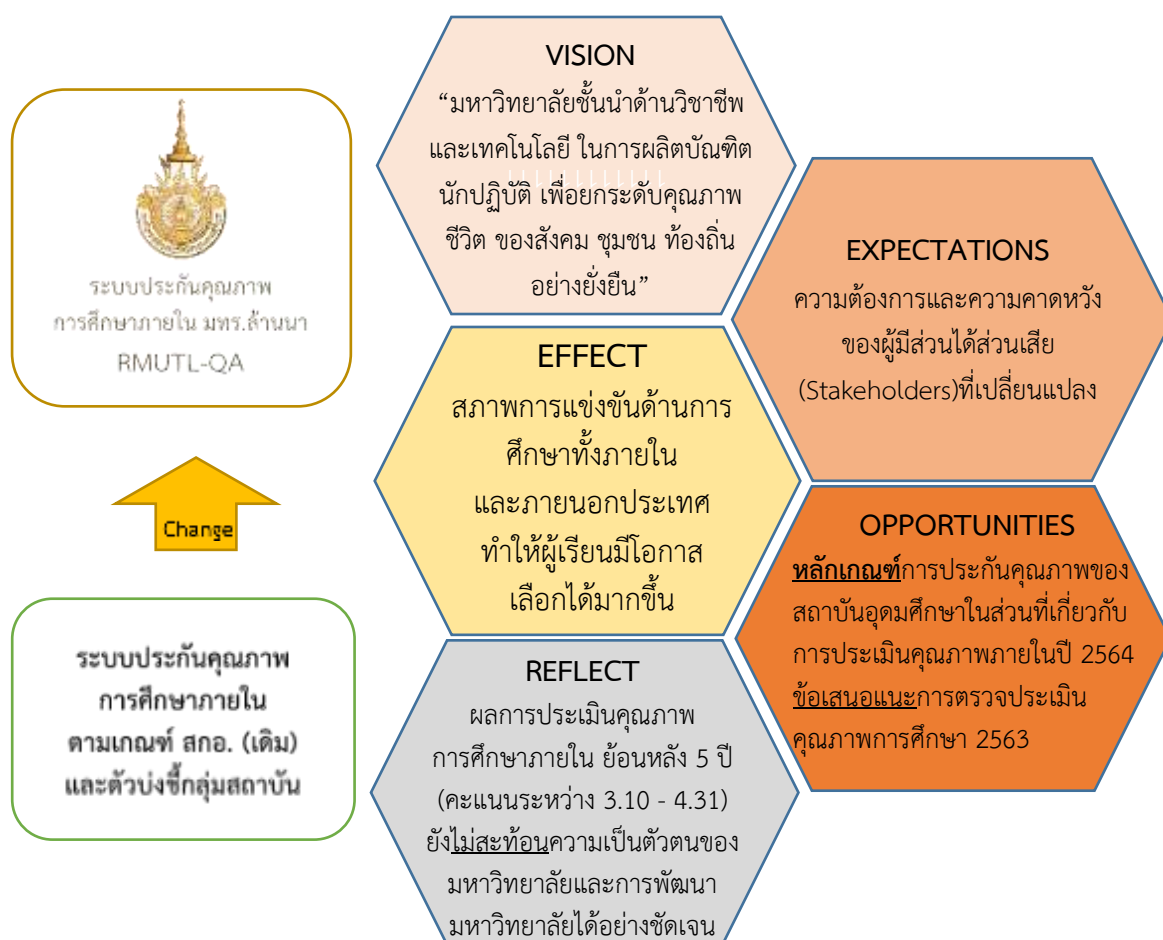 ระบบประกันคุณภาพ
การศึกษาภายใน มทร.ล้านนา
RMUTL-QA
Change
ระบบประกันคุณภาพ
การศึกษาภายใน
ตามเกณฑ์ สกอ. (เดิม)
และตัวบ่งชี้กลุ่มสถาบัน
VISION
“มหาวิทยาลัยชั้นนำด้านวิชาชีพ
และเทคโนโลยี ในการผลิตบัณฑิต
นักปฏิบัติ เพื่อยกระดับคุณภาพ
ชีวิต ของสังคม ชุมชน ท้องถิ่น
อย่างยั่งยืน”
EFFECT
สภาพการแข่งขันด้านการ
ศึกษาทั้งภายใน
และภายนอกประเทศ
ทำให้ผู้เรียนมีโอกาส
เลือกได้มากขึ้น
REFLECT
ผลการประเมินคุณภาพ
การศึกษาภายใน ย้อนหลัง 5 ปี
(คะแนนระหว่าง 3.10 - 4.31)
ยังไม่สะท้อนความเป็นตัวตนของ
มหาวิทยาลัยและการพัฒนา
มหาวิทยาลัยได้อย่างชัดเจน
EXPECTATIONS
ความต้องการและความคาดหวัง
ของผู้มีส่วนได้ส่วนเสีย
(Stakeholders)ที่เปลี่ยนแปลง
OPPORTUNITIES
หลักเกณฑ์การประกันคุณภาพของ
สถาบันอุดมศึกษาในส่วนที่เกี่ยวกับ
การประเมินคุณภาพภายในปี 2564
ข้อเสนอแนะการตรวจประเมิน
คุณภาพการศึกษา 2563